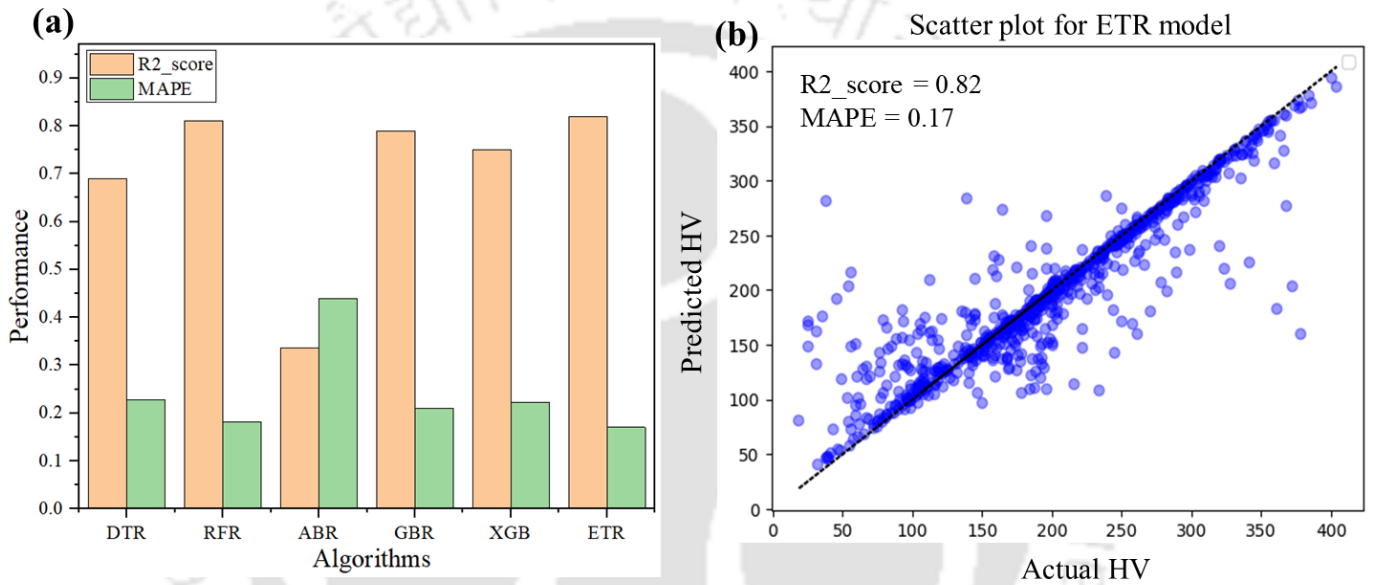 (a)
R2_score
MAPE
0.9
0.8
0.7
0.6
0.5
0.4
0.3
0.2
0.1
0.0
Performance
DTR RFR ABR GBR XGB ETR
Algorithms
(b)
Scatter plot for ETR model
R2_score = 0.82
MAPE = 0.17
400
350
300
250
200
150
100
50
0
Predicted HV
0 50 100 150 200 250 300 350 400
Actual HV